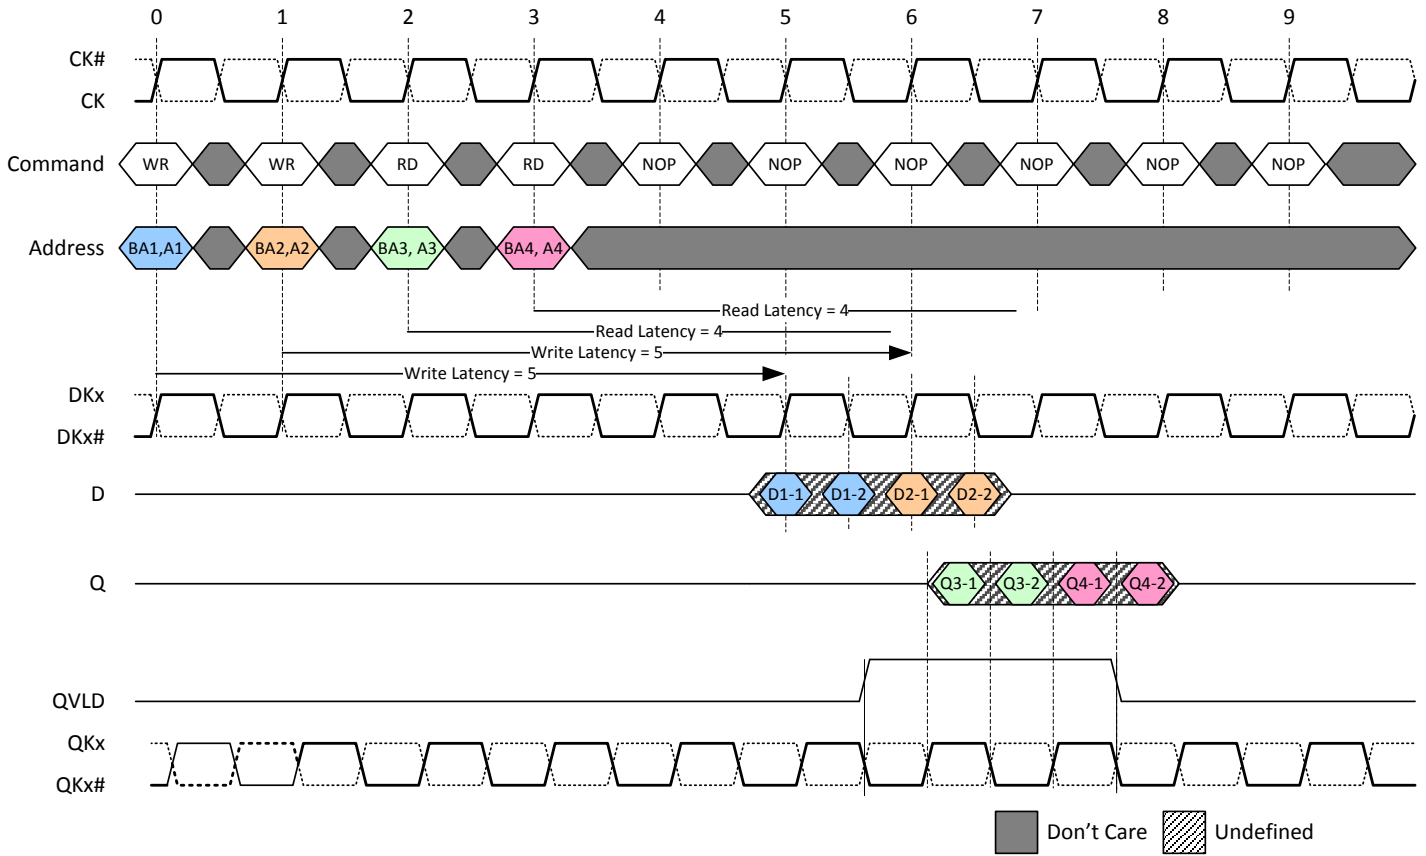 0 1 2 3 4 5 6 7 8 9
CK#
CK
Command WR WR RD RD NOP NOP NOP NOP NOP NOP
Address BA1,A1 BA2,A2 BA3, A3 BA4, A4
Read Latency = 4
Read Latency = 4
Write Latency = 5
Write Latency = 5
DKx
DKx#
D D1-1 D1-2 D2-1 D2-2
Q Q3-1 Q3-2 Q4-1 Q4-2
QVLD
QKx
QKx#
Don't Care Undefined